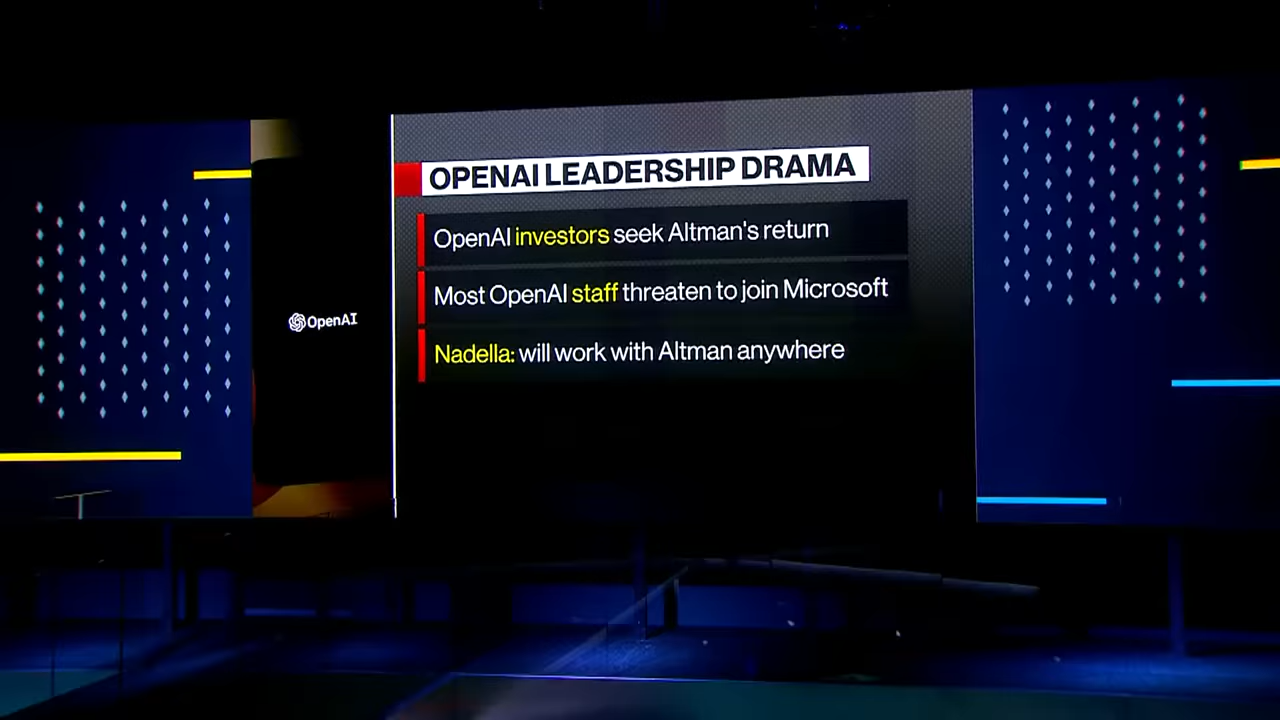 OPENAI LEADERSHIP DRAMA
OpenAI investors seek Altman's return
Most OpenAI staff threaten to join Microsoft
Nadella: will work with Altman anywhere
OpenAI